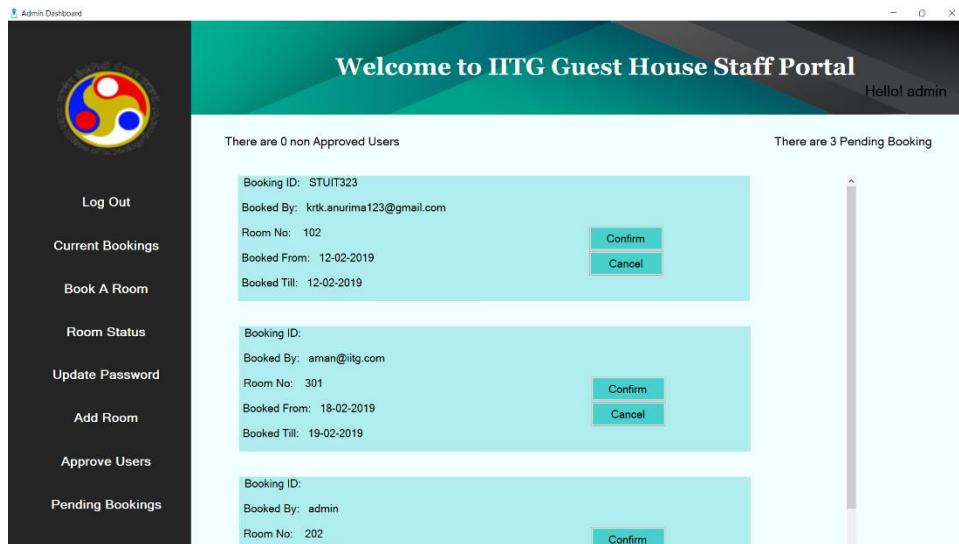 Admin Dashboard
Welcome to IITG Guest House Staff Portal
Hello! admin
There are 0 non Approved Users
There are 3 Pending Booking
Log Out
Current Bookings
Book A Room
Room Status
Update Password
Add Room
Approve Users
Pending Bookings
Booking ID: STUIT323
Booked By: krtk.anurima123@gmail.com
Room No: 102
Booked From: 12-02-2019
Booked Till: 12-02-2019
Confirm
Cancel
Booking ID:
Booked By: aman@iitg.com
Room No: 301
Booked From: 18-02-2019
Booked Till: 19-02-2019
Confirm
Cancel
Booking ID:
Booked By: admin
Room No: 202
Confirm